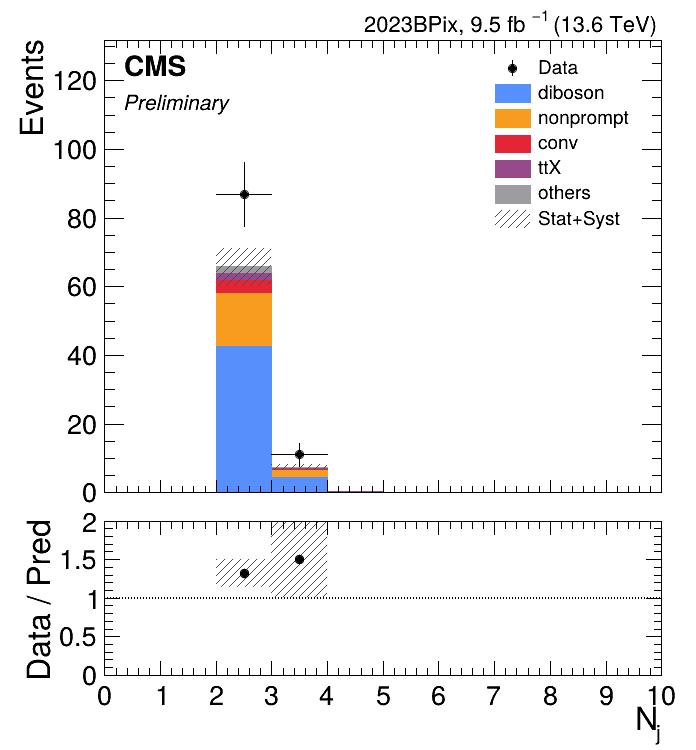 2023BPix, 9.5 fb⁻¹ (13.6 TeV)
CMS
Preliminary
Data
diboson
nonprompt
conv
ttX
others
Stat+Syst
Events
120
100
80
60
40
20
0
Data / Pred
2
1.5
1
0.5
0
0 1 2 3 4 5 6 7 8 9 10
Nⱼ